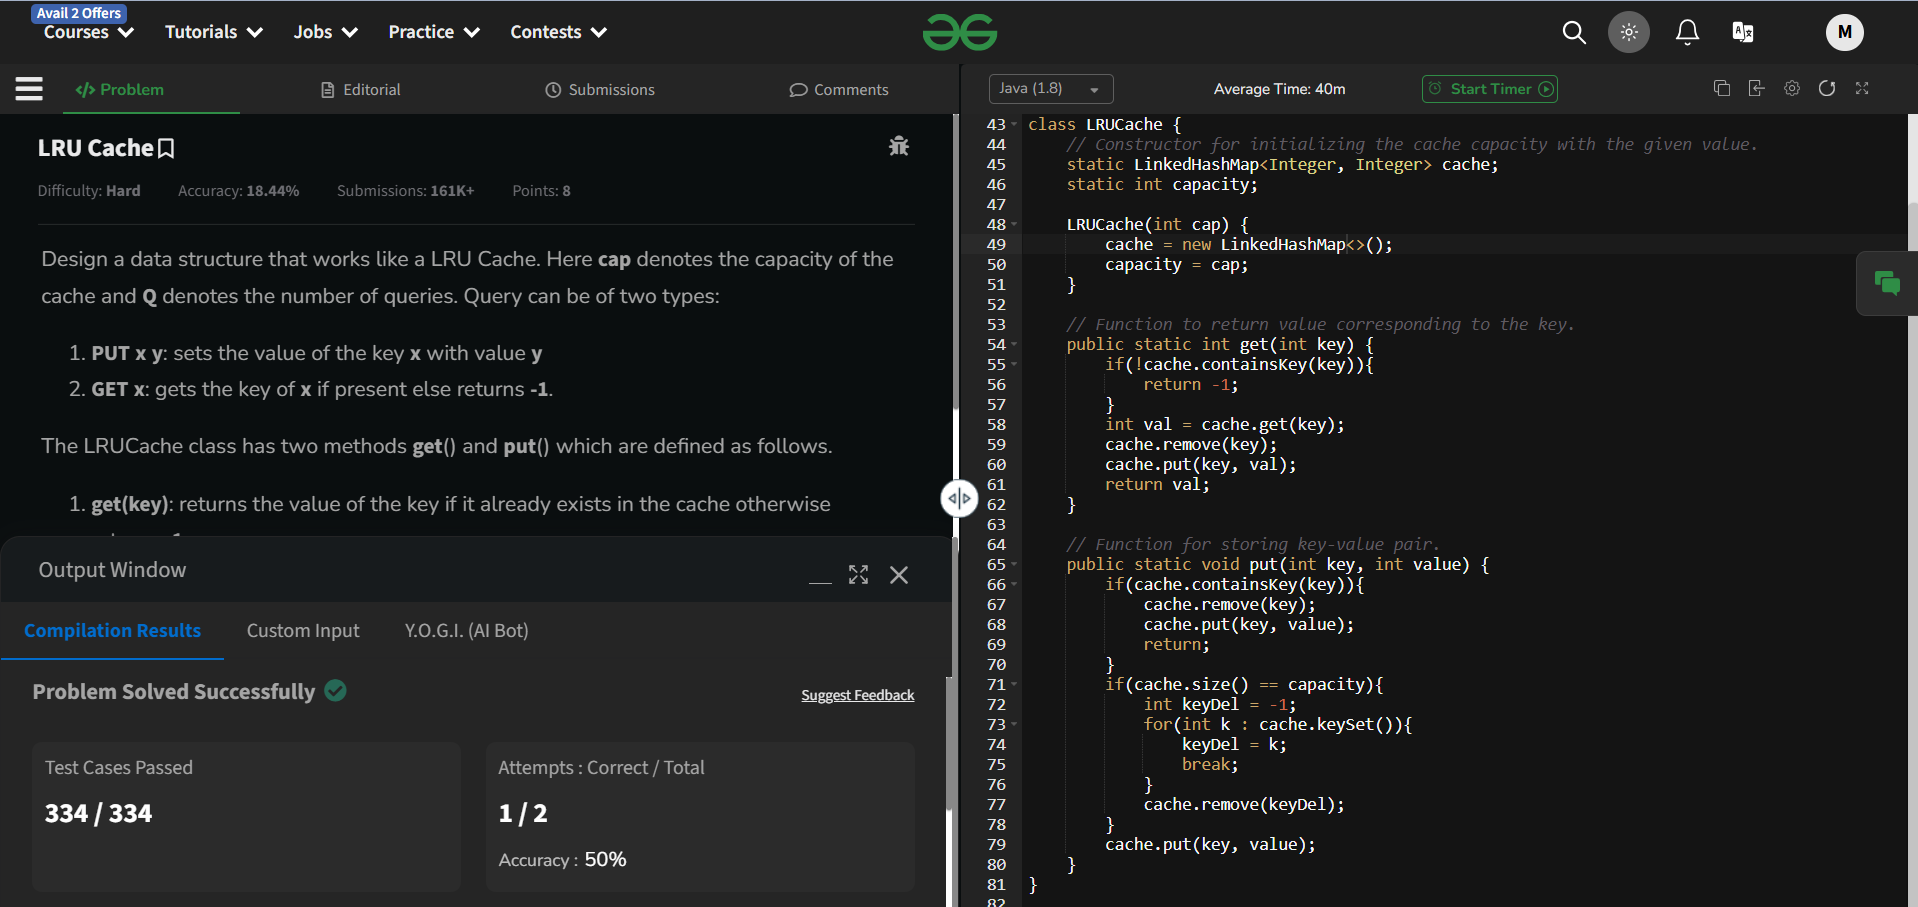 Avail 2 Offers
Courses Tutorials Jobs Practice Contests
M
Problem Editorial Submissions Comments
LRU Cache
Difficulty: Hard Accuracy: 18.44% Submissions: 161K+ Points: 8
Design a data structure that works like a LRU Cache. Here cap denotes the capacity of the
cache and Q denotes the number of queries. Query can be of two types:
1. PUT x y: sets the value of the key x with value y
2. GET x: gets the key of x if present else returns -1.
The LRUCache class has two methods get() and put() which are defined as follows.
1. get(key): returns the value of the key if it already exists in the cache otherwise
Output Window
Compilation Results Custom Input Y.O.G.I. (AI Bot)
Problem Solved Successfully
Suggest Feedback
Test Cases Passed
334 / 334
Attempts : Correct / Total
1 / 2
Accuracy : 50%
Java (1.8) Average Time: 40m Start Timer
43 class LRUCache {
44 // Constructor for initializing the cache capacity with the given value.
45 static LinkedHashMap<Integer, Integer> cache;
46 static int capacity;
47
48 LRUCache(int cap) {
49 cache = new LinkedHashMap<>();
50 capacity = cap;
51 }
52
53 // Function to return value corresponding to the key.
54 public static int get(int key) {
55 if(!cache.containsKey(key)){
56 return -1;
57 }
58 int val = cache.get(key);
59 cache.remove(key);
60 cache.put(key, val);
61 return val;
62 }
63
64 // Function for storing key-value pair.
65 public static void put(int key, int value) {
66 if(cache.containsKey(key)){
67 cache.remove(key);
68 cache.put(key, value);
69 return;
70 }
71 if(cache.size() == capacity){
72 int keyDel = -1;
73 for(int k : cache.keySet()){
74 keyDel = k;
75 break;
76 }
77 cache.remove(keyDel);
78 }
79 cache.put(key, value);
80 }
81 }
82